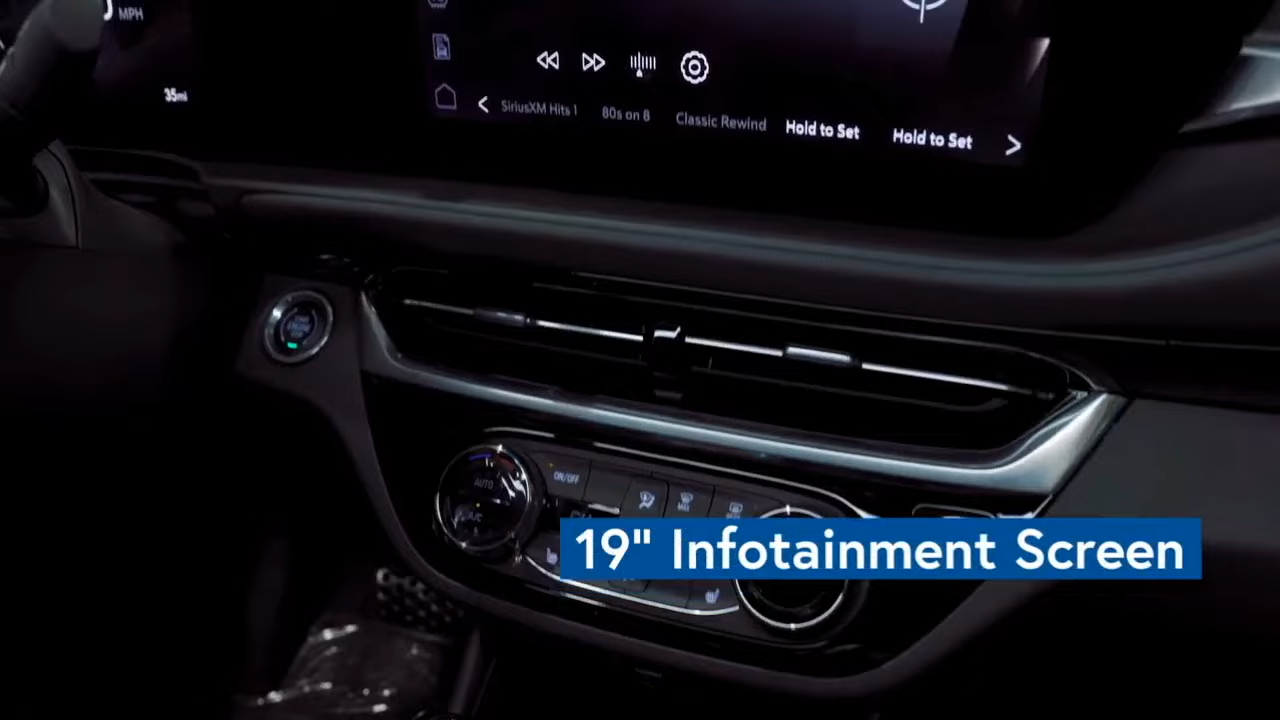 MPH
35mi
SiriusXM Hits 1
80s on 8
Classic Rewind
Hold to Set
Hold to Set
AUTO
A/C
ON/OFF
MAX
19" Infotainment Screen